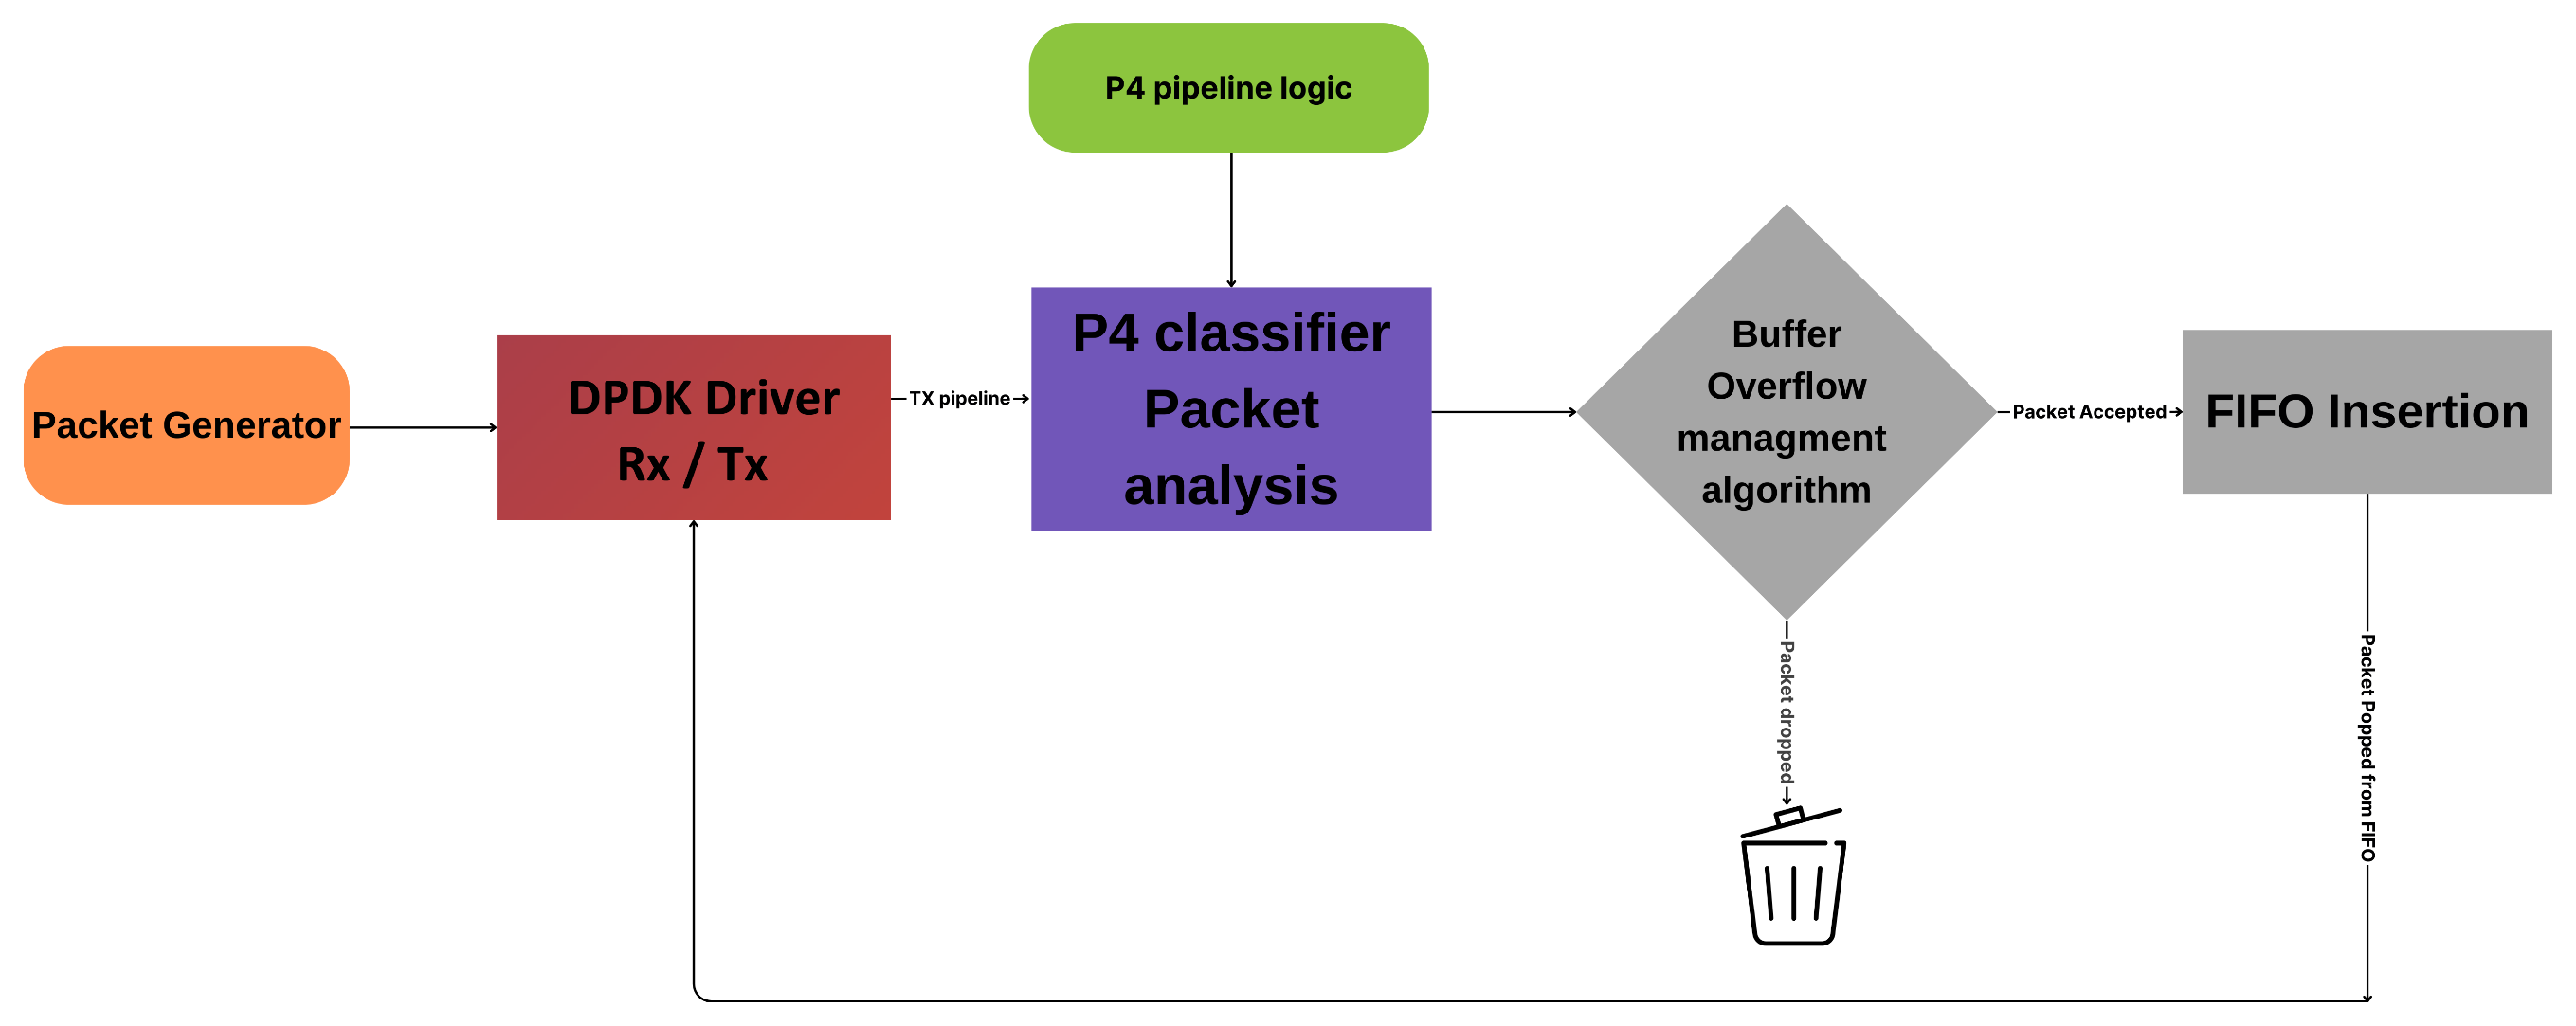 P4 pipeline logic
Packet Generator
DPDK Driver
Rx / Tx
TX pipeline
P4 classifier
Packet
analysis
Buffer
Overflow
managment
algorithm
Packet Accepted
FIFO Insertion
Packet dropped
Packet Popped from FIFO